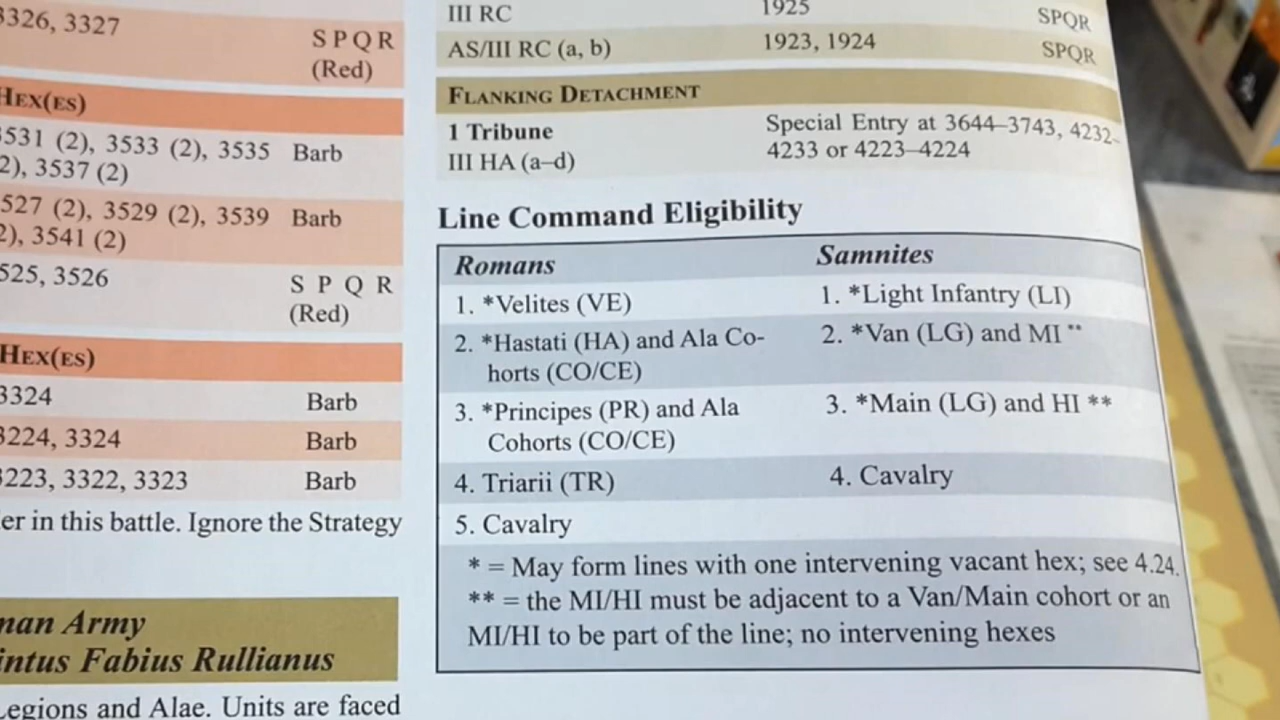 3326, 3327 S P Q R
(Red)
HEX(ES)
3531 (2), 3533 (2), 3535 Barb
2), 3537 (2)
527 (2), 3529 (2), 3539 Barb
2), 3541 (2)
525, 3526 S P Q R
(Red)
HEX(ES)
3324 Barb
3224, 3324 Barb
3223, 3322, 3323 Barb
er in this battle. Ignore the Strategy
man Army
intus Fabius Rullianus
Legions and Alae. Units are faced
III RC 1925 SPQR
AS/III RC (a, b) 1923, 1924 SPQR
FLANKING DETACHMENT
1 Tribune Special Entry at 3644–3743, 4232–
III HA (a–d) 4233 or 4223–4224
Line Command Eligibility
Romans Samnites
1. *Velites (VE) 1. *Light Infantry (LI)
2. *Hastati (HA) and Ala Co- 2. *Van (LG) and MI **
horts (CO/CE)
3. *Principes (PR) and Ala 3. *Main (LG) and HI **
Cohorts (CO/CE)
4. Triarii (TR) 4. Cavalry
5. Cavalry
* = May form lines with one intervening vacant hex; see 4.24.
** = the MI/HI must be adjacent to a Van/Main cohort or an
MI/HI to be part of the line; no intervening hexes